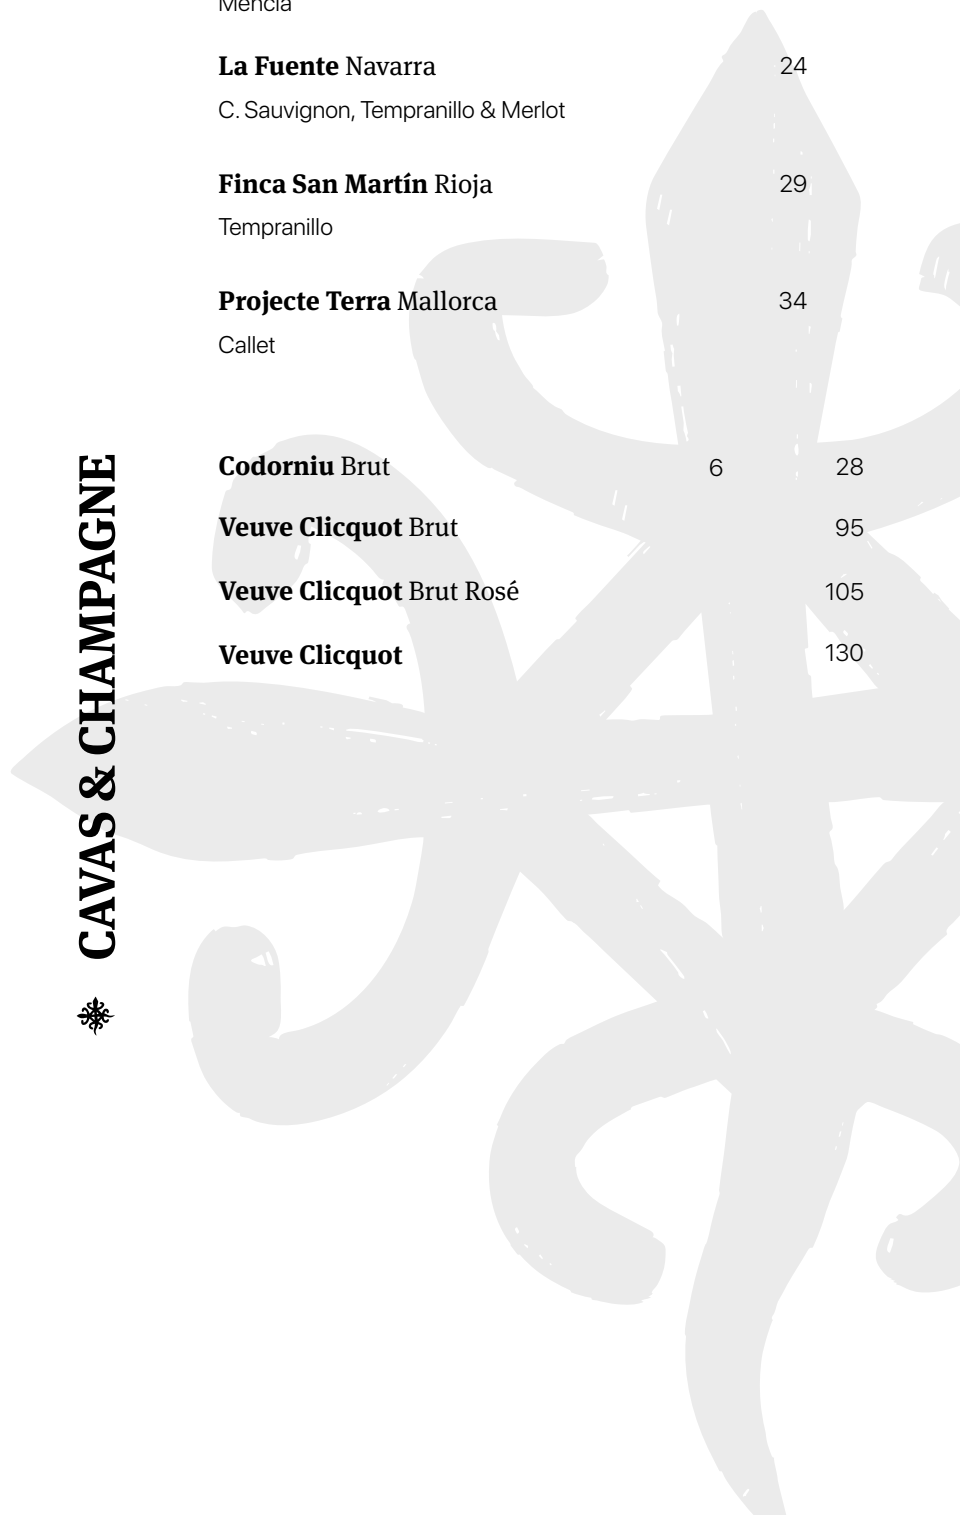 Mencía
La Fuente Navarra 24
C. Sauvignon, Tempranillo & Merlot
Finca San Martín Rioja 29
Tempranillo
Projecte Terra Mallorca 34
Callet
CAVAS & CHAMPAGNE
Codorniu Brut 6 28
Veuve Clicquot Brut 95
Veuve Clicquot Brut Rosé 105
Veuve Clicquot 130